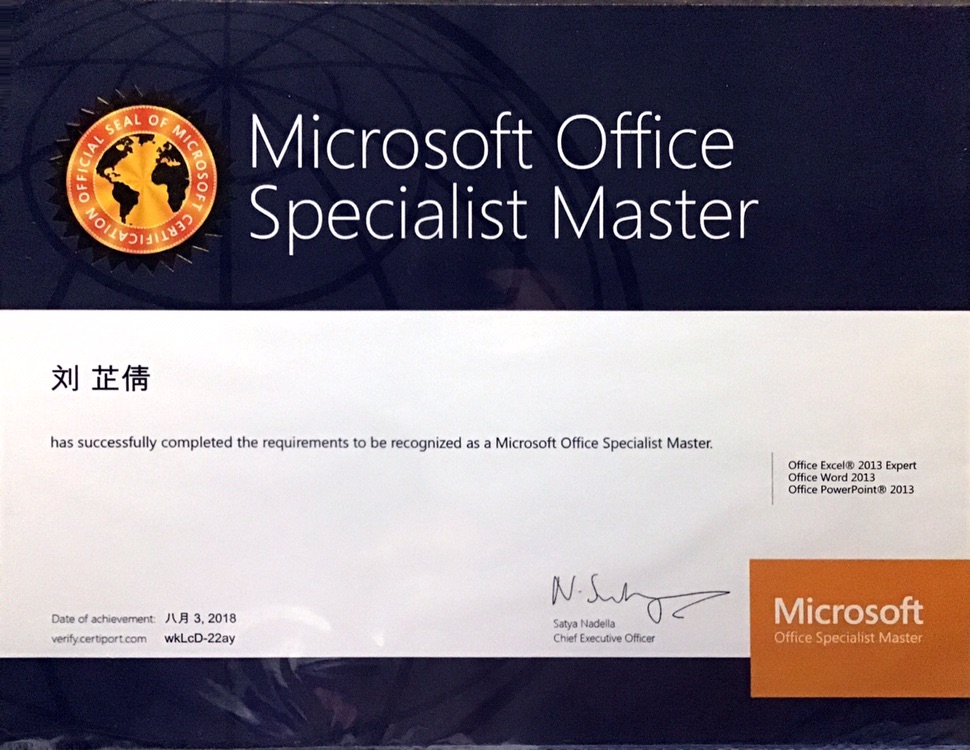 OFFICIAL SEAL OF MICROSOFT CERTIFICATION
Microsoft Office
Specialist Master
刘 芷倩
has successfully completed the requirements to be recognized as a Microsoft Office Specialist Master.
Office Excel® 2013 Expert
Office Word 2013
Office PowerPoint® 2013
Date of achievement: 八月 3, 2018
verify.certiport.com wkLcD-22ay
N. Satya
Satya Nadella
Chief Executive Officer
Microsoft
Office Specialist Master